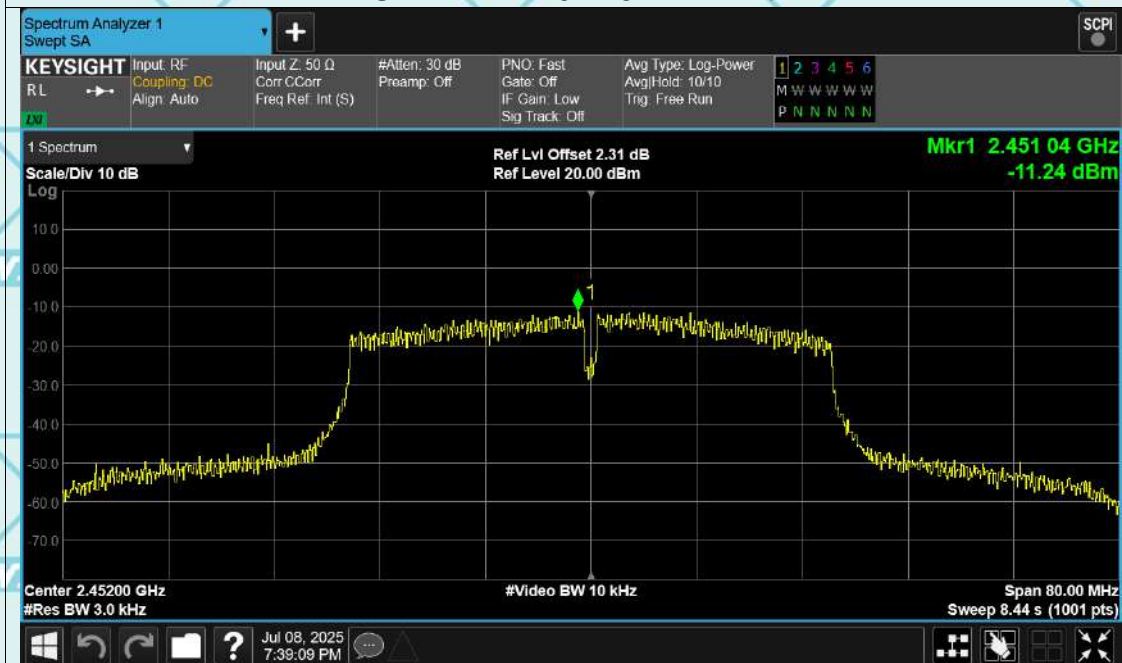 Spectrum Analyzer 1
Swept SA
+
SCPI
KEYSIGHT
RL
LXI
Input: RF
Coupling: DC
Align: Auto
Input Z: 50 Ω
Corr CCorr
Freq Ref: Int (S)
#Atten: 30 dB
Preamp: Off
PNO: Fast
Gate: Off
IF Gain: Low
Sig Track: Off
Avg Type: Log-Power
Avg|Hold: 10/10
Trig: Free Run
1 2 3 4 5 6
M W W W W W
P N N N N N
1 Spectrum
Scale/Div 10 dB
Log
Ref Lvl Offset 2.31 dB
Ref Level 20.00 dBm
Mkr1 2.451 04 GHz
-11.24 dBm
10.0
0.00
-10.0
-20.0
-30.0
-40.0
-50.0
-60.0
-70.0
1
Center 2.45200 GHz
#Res BW 3.0 kHz
#Video BW 10 kHz
Span 80.00 MHz
Sweep 8.44 s (1001 pts)
?
Jul 08, 2025
7:39:09 PM